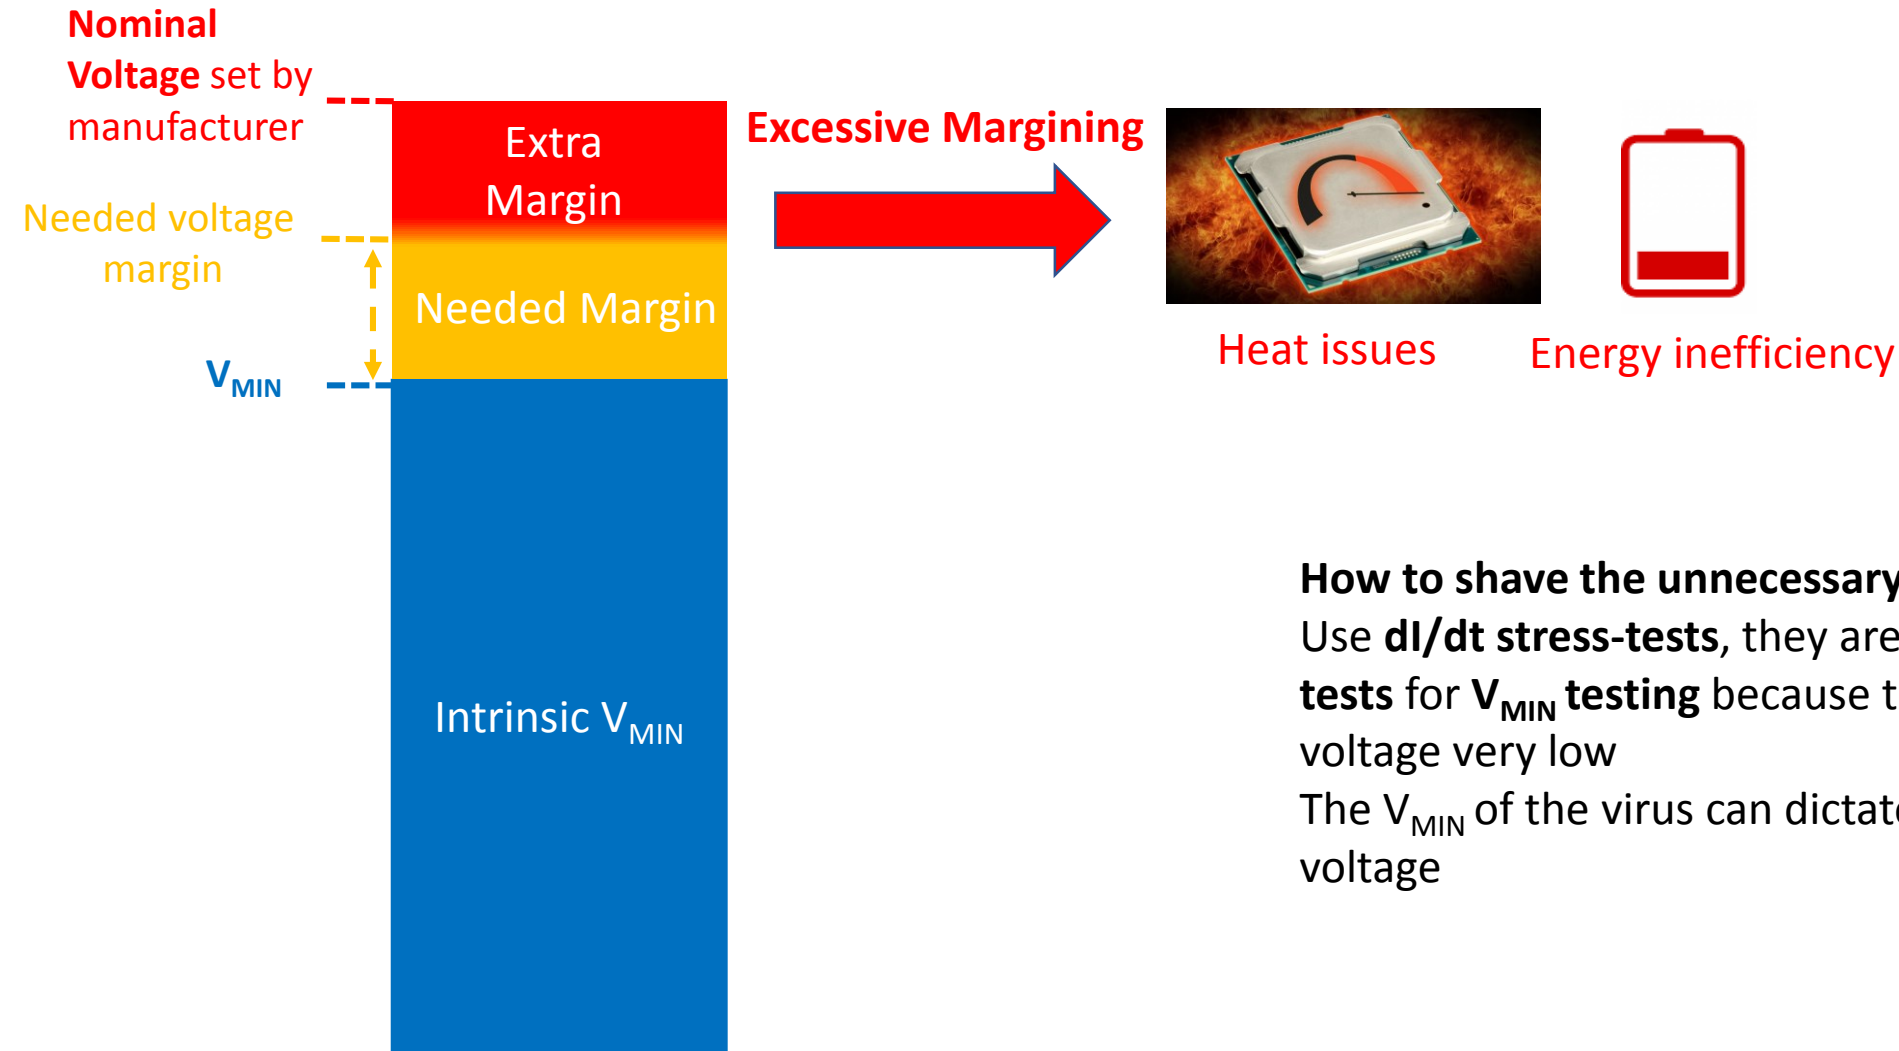 Nominal
Voltage set by
manufacturer
Needed voltage
margin
VMIN
Extra
Margin
Needed Margin
Intrinsic VMIN
Excessive Margining
Heat issues
Energy inefficiency
How to shave the unnecessary
Use dI/dt stress-tests, they are
tests for VMIN testing because
voltage very low
The VMIN of the virus can
voltage